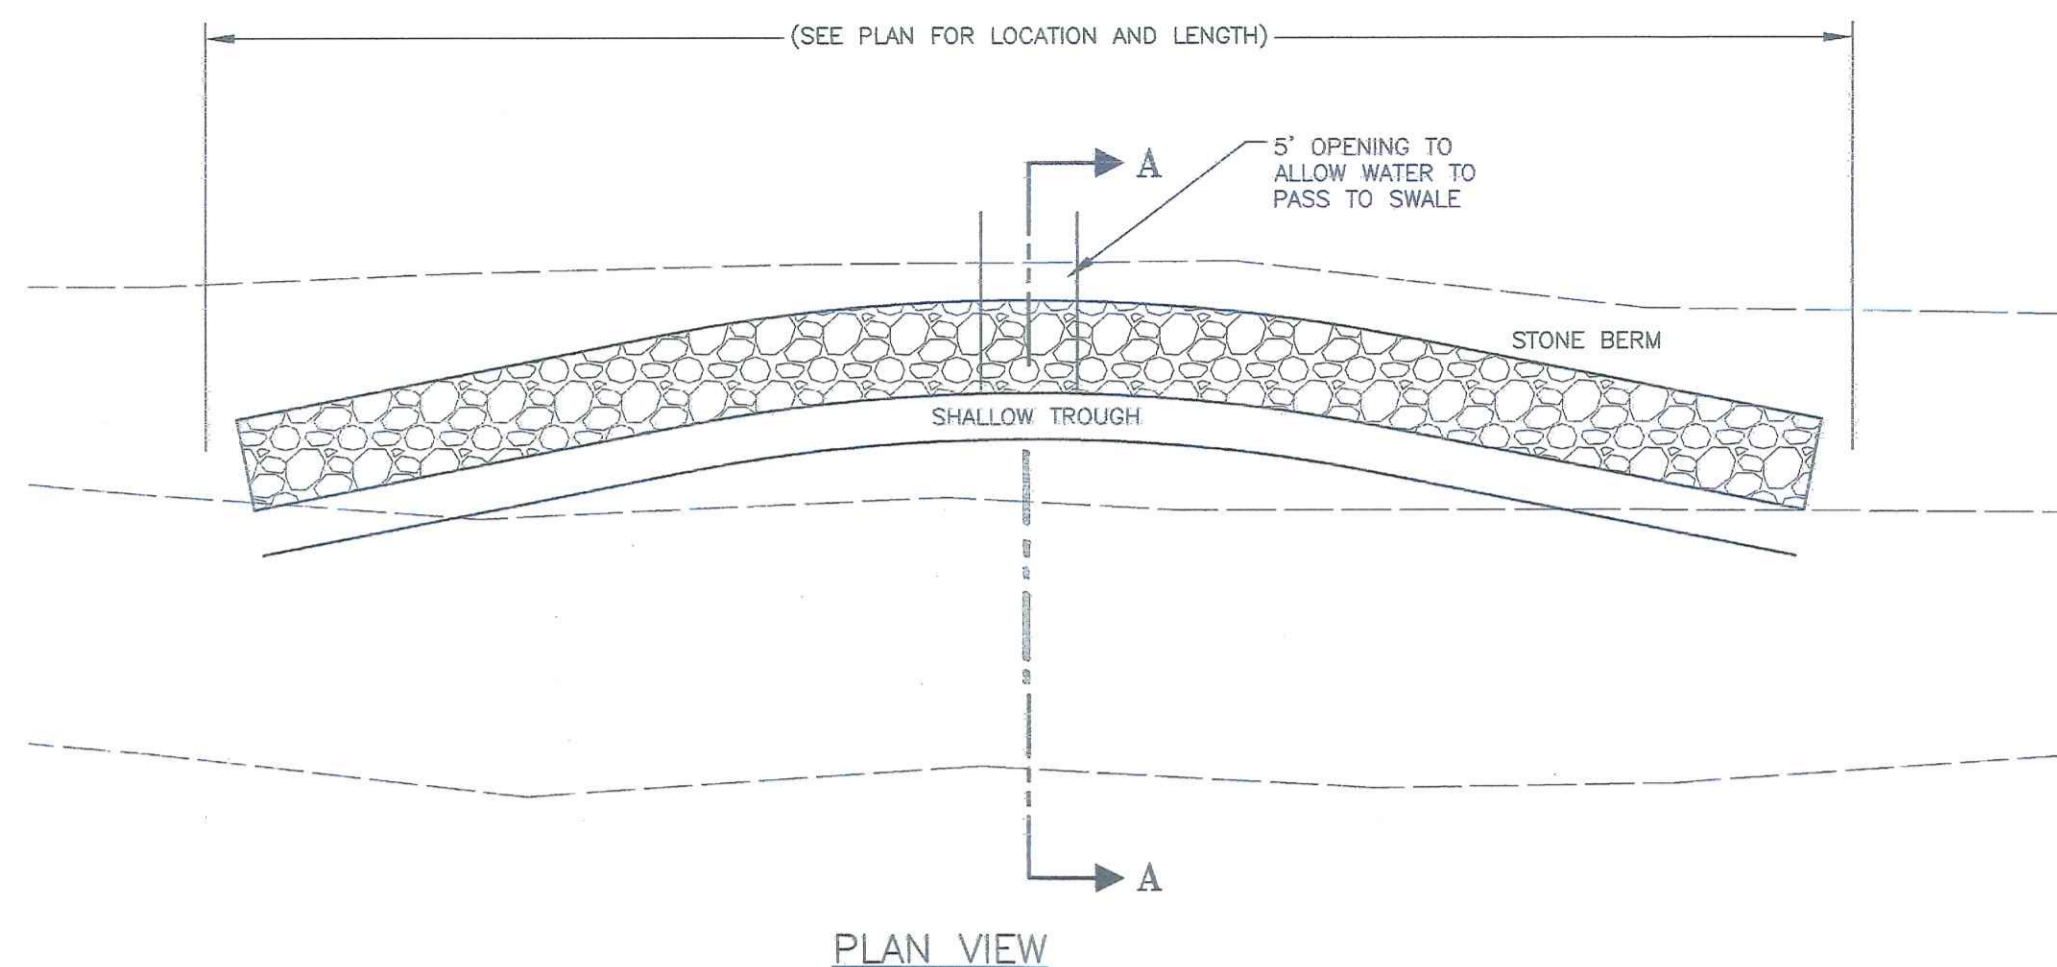 (SEE PLAN FOR LOCATION AND LENGTH)
A
5' OPENING TO
ALLOW WATER TO
PASS TO SWALE
STONE BERM
SHALLOW TROUGH
A
PLAN VIEW